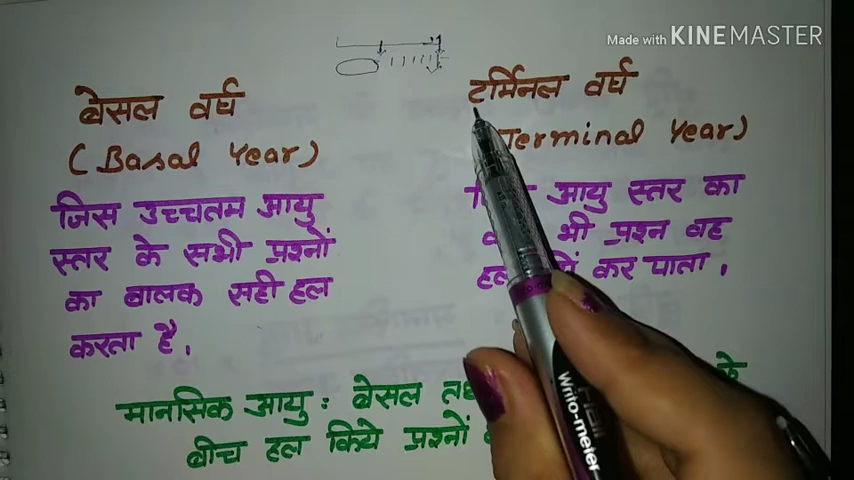 Made with KINEMASTER
बेसल वर्ष
(Basal Year)
जिस उच्चतम आयु
स्तर के सभी प्रश्नों
का बालक सही हल
करता है।
टर्मिनल वर्ष
Terminal Year)
आयु स्तर का
भी प्रश्न वह
कर पाता।
मानसिक आयु: बेसल
के
बीच हल किये प्रश्नों